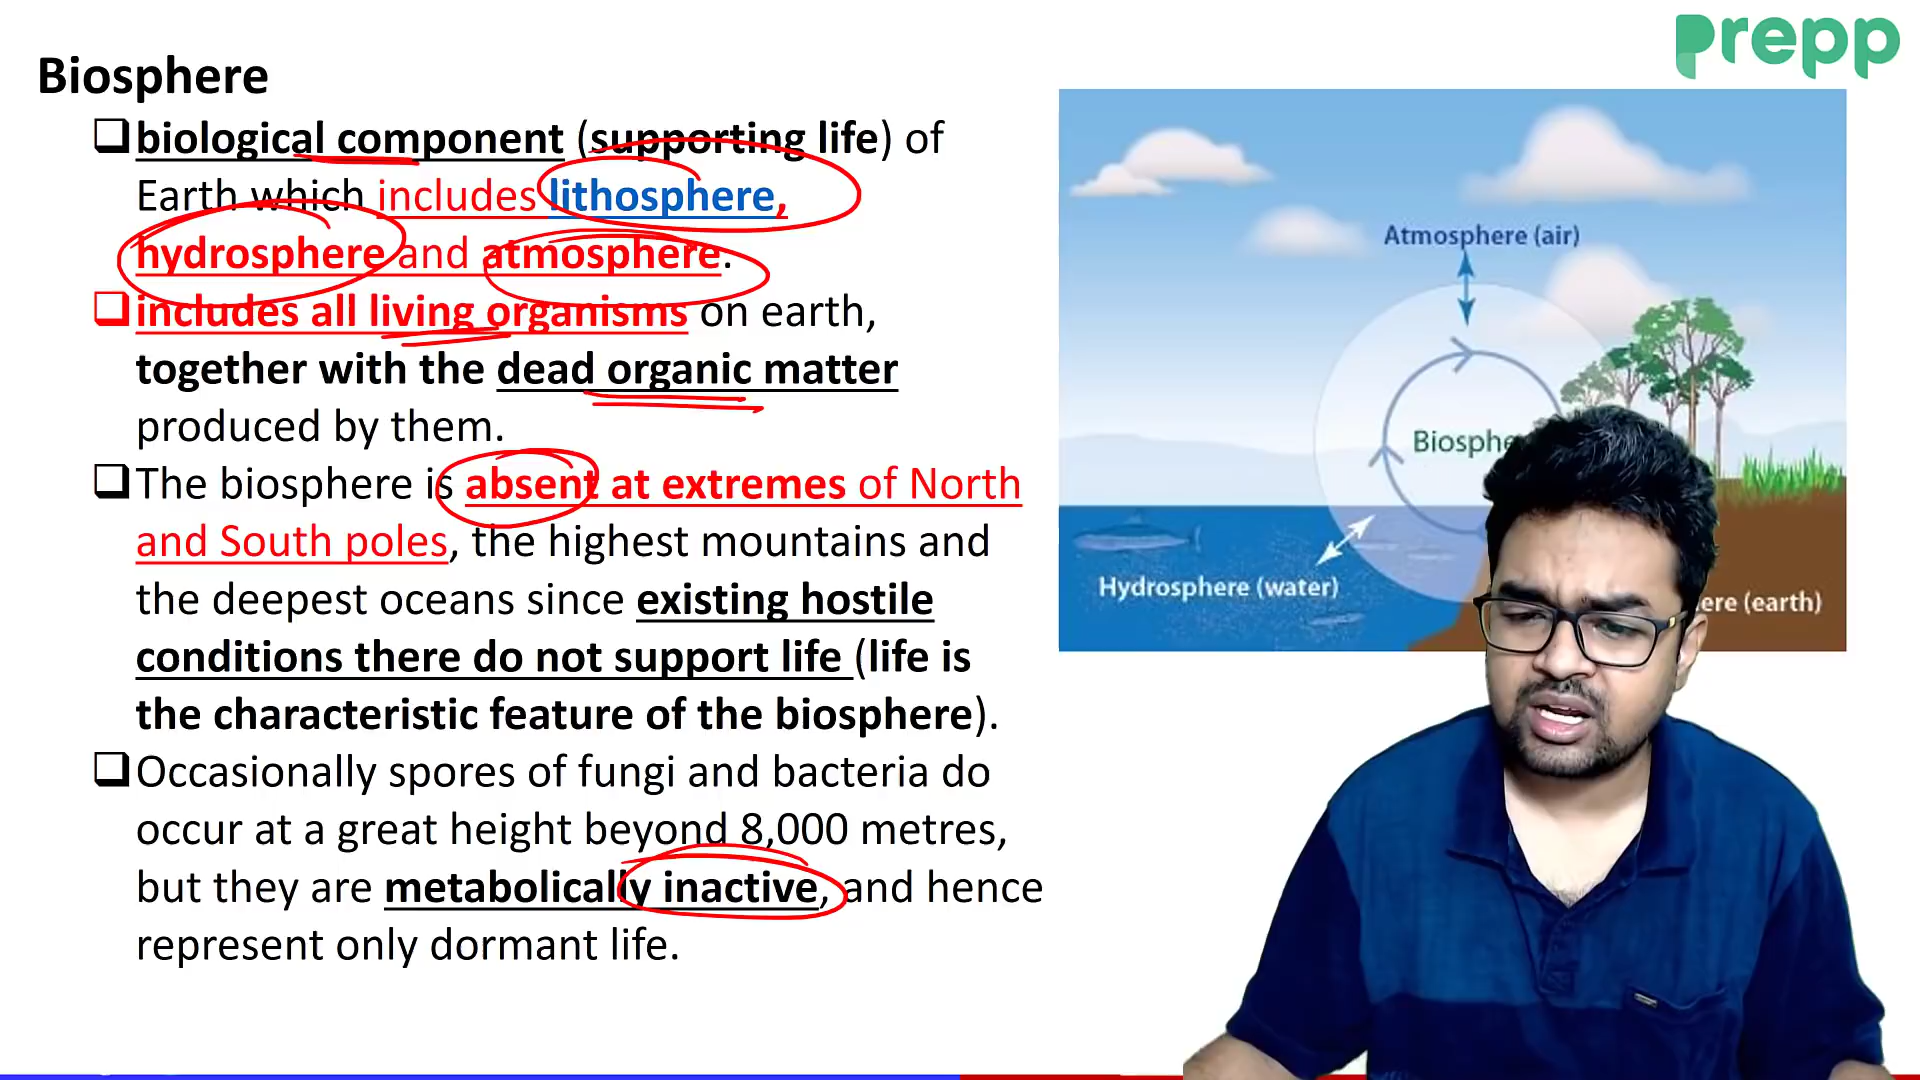 prepp
Biosphere
biological component (supporting life) of
Earth which includes lithosphere,
hydrosphere and atmosphere.
includes all living organisms on earth,
together with the dead organic matter
produced by them.
The biosphere is absent at extremes of North
and South poles, the highest mountains and
the deepest oceans since existing hostile
conditions there do not support life (life is
the characteristic feature of the biosphere).
Occasionally spores of fungi and bacteria do
occur at a great height beyond 8,000 metres,
but they are metabolically inactive, and hence
represent only dormant life.
Atmosphere (air)
Hydrosphere (water)
(earth)